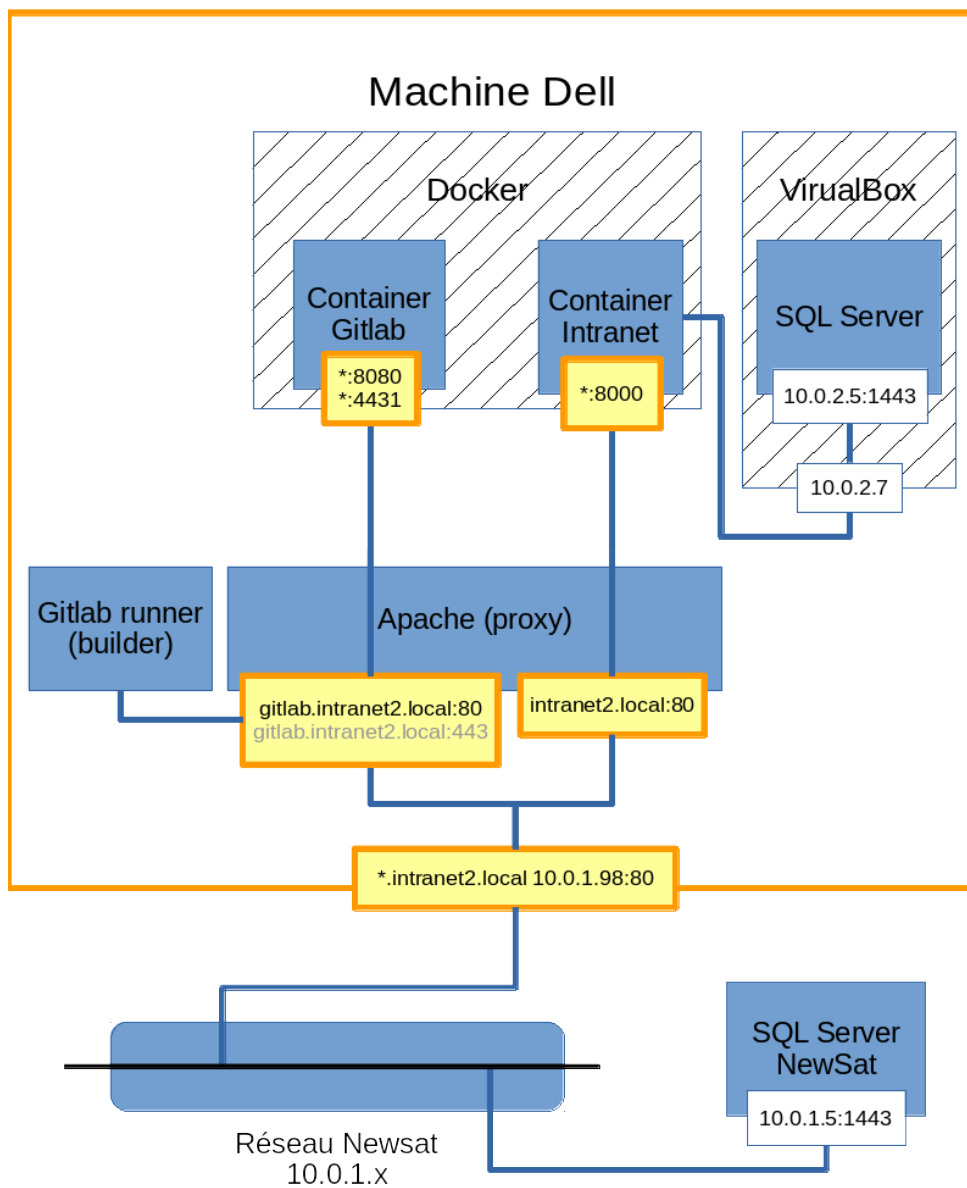 Machine Dell
Docker
VirualBox
Container
Gitlab
Container
Intranet
SQL Server
*:8080
*:4431
*:8000
10.0.2.5:1443
10.0.2.7
Gitlab runner
(builder)
Apache (proxy)
gitlab.intranet2.local:80
gitlab.intranet2.local:443
intranet2.local:80
*.intranet2.local 10.0.1.98:80
SQL Server
NewSat
10.0.1.5:1443
Réseau Newsat
10.0.1.x